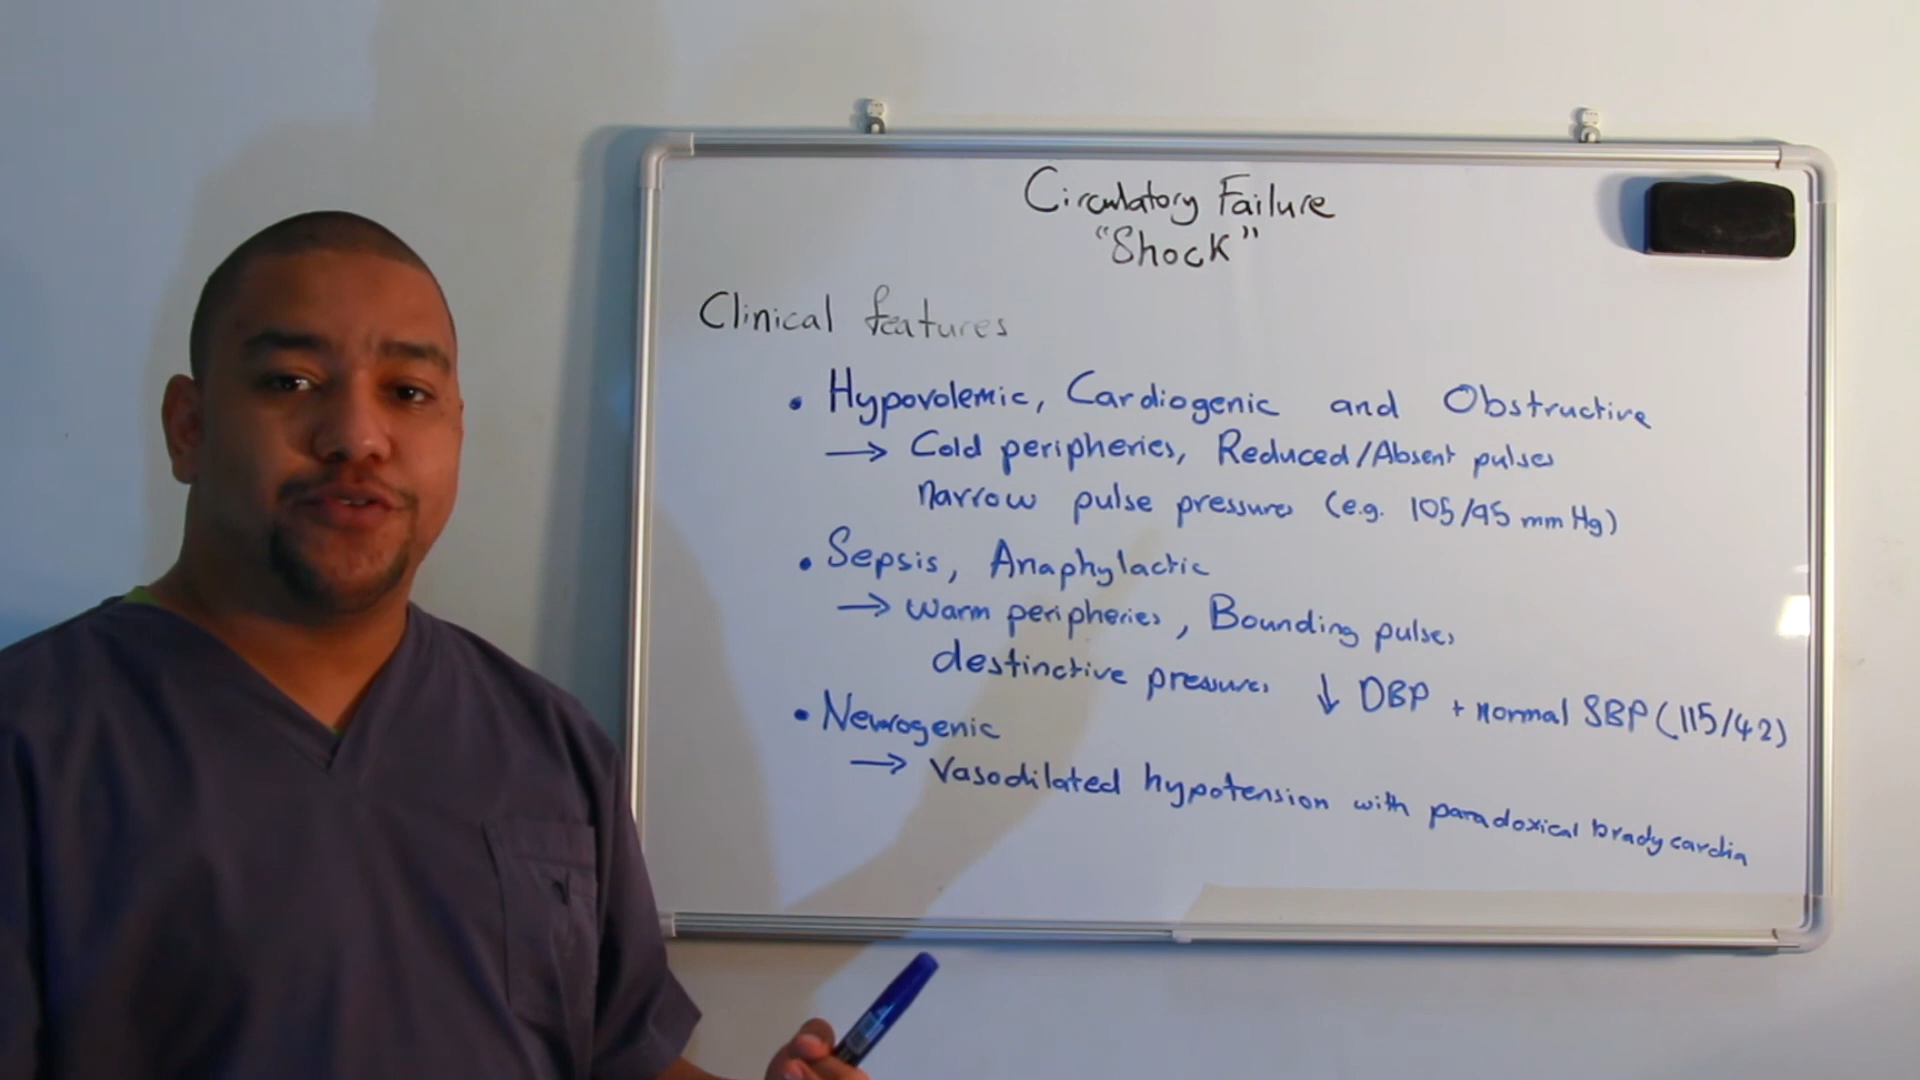 Circulatory Failure
“Shock”
Clinical features
• Hypovolemic, Cardiogenic and Obstructive
→ Cold peripheries, Reduced/Absent pulses
narrow pulse pressures (e.g. 105/95 mmHg)
• Sepsis, Anaphylactic
→ warm peripheries, Bounding pulses
destinctive pressures ↓ DBP + normal SBP (115/42)
• Neurogenic
→ Vasodilated hypotension with paradoxical bradycardia